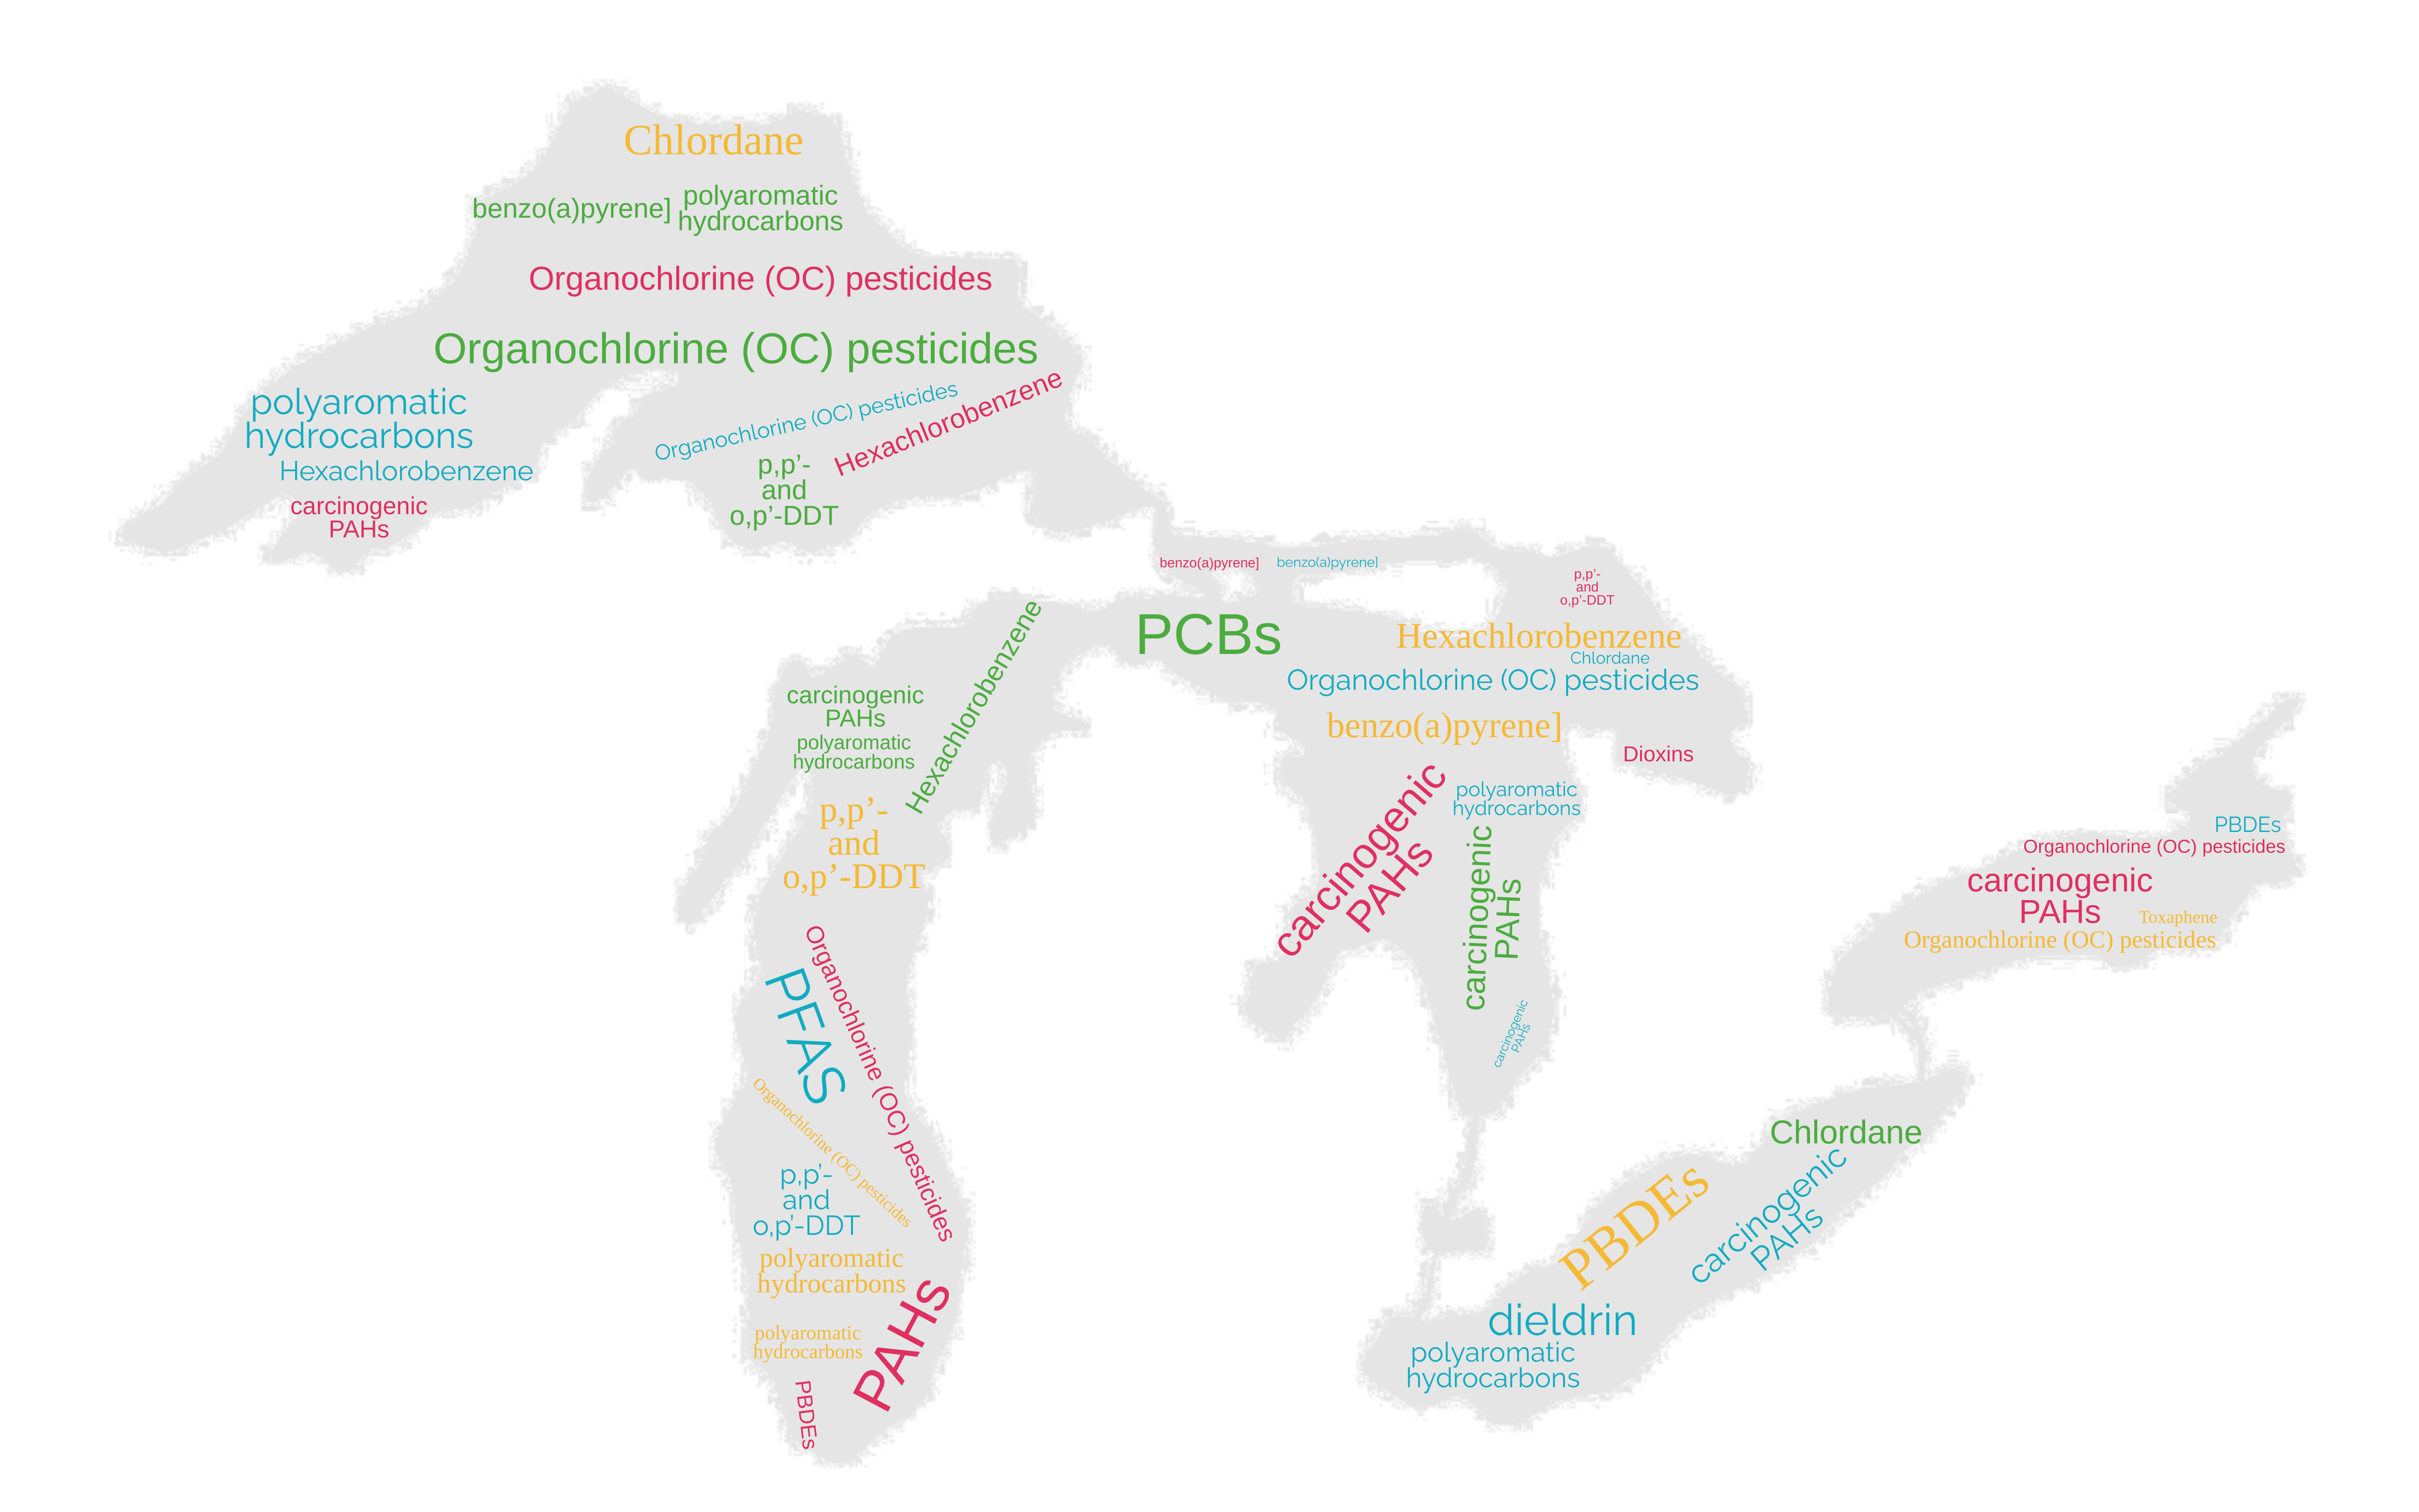 Chlordane
benzo(a)pyrene]
polyaromatic
hydrocarbons
Organochlorine (OC) pesticides
Organochlorine (OC) pesticides
polyaromatic
hydrocarbons
Hexachlorobenzene
carcinogenic
PAHs
Organochlorine (OC) pesticides
Hexachlorobenzene
p,p’-
and
o,p’-DDT
benzo(a)pyrene]
benzo(a)pyrene]
PCBs
p,p’-
and
o,p’-DDT
Hexachlorobenzene
Chlordane
Organochlorine (OC) pesticides
benzo(a)pyrene]
Dioxins
carcinogenic
PAHs
polyaromatic
hydrocarbons
carcinogenic
PAHs
carcinogenic
PAHs
Hexachlorobenzene
carcinogenic
PAHs
polyaromatic
hydrocarbons
p,p’-
and
o,p’-DDT
Organochlorine (OC) pesticides
PFAS
Organochlorine (OC) pesticides
p,p’-
and
o,p’-DDT
polyaromatic
hydrocarbons
polyaromatic
hydrocarbons
PAHs
PBDEs
PBDEs
Organochlorine (OC) pesticides
carcinogenic
PAHs
Toxaphene
Organochlorine (OC) pesticides
Chlordane
carcinogenic
PAHs
PBDEs
dieldrin
polyaromatic
hydrocarbons